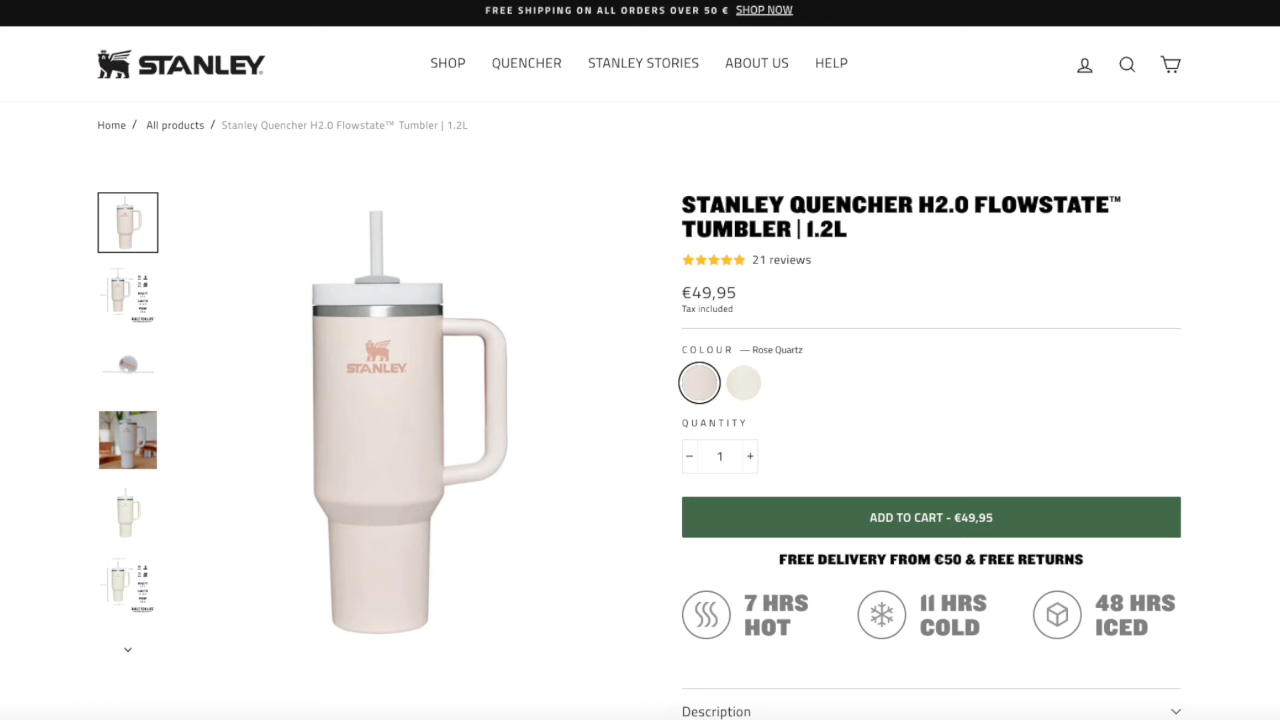 FREE SHIPPING ON ALL ORDERS OVER 50 € SHOP NOW
STANLEY®
SHOP QUENCHER STANLEY STORIES ABOUT US HELP
Home / All products / Stanley Quencher H2.0 Flowstate™ Tumbler | 1.2L
STANLEY
STANLEY QUENCHER H2.0 FLOWSTATE™
TUMBLER | 1.2L
21 reviews
€49,95
Tax included
COLOUR — Rose Quartz
QUANTITY
− 1 +
ADD TO CART - €49,95
FREE DELIVERY FROM €50 & FREE RETURNS
7 HRS
HOT
11 HRS
COLD
48 HRS
ICED
Description